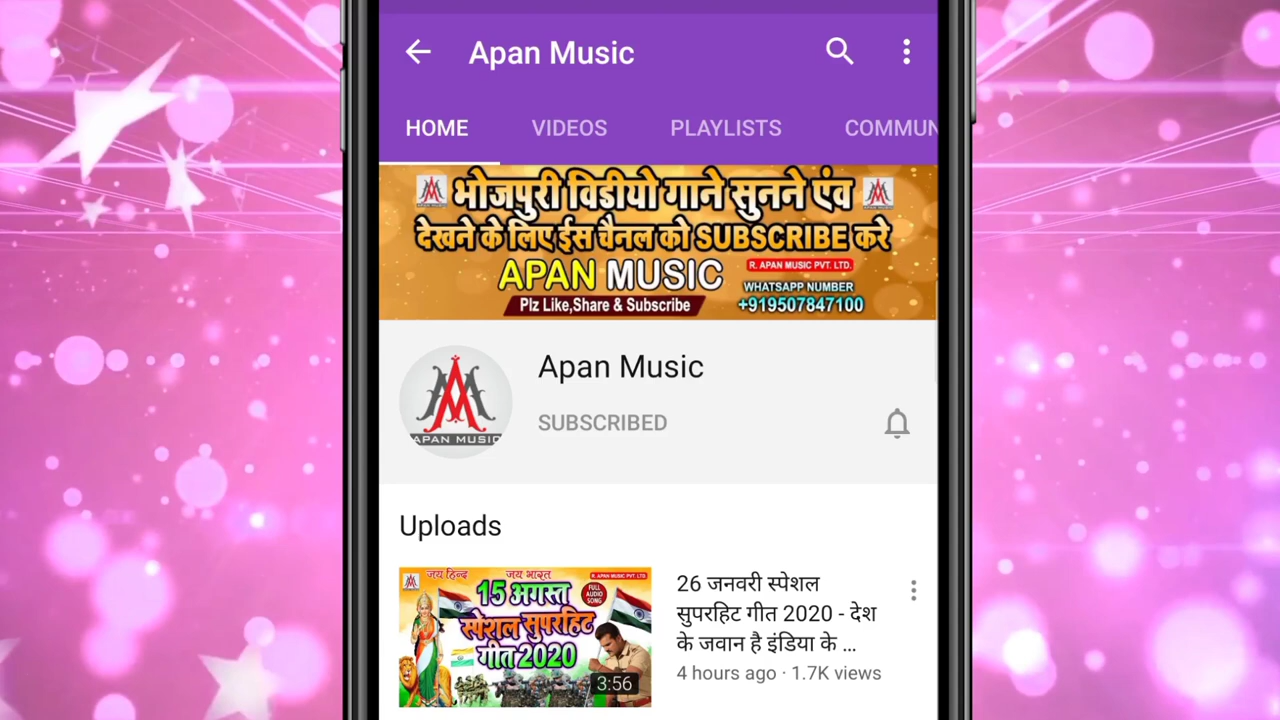 Apan Music
HOME VIDEOS PLAYLISTS COMMUN
भोजपुरी विडीयो गाने सुनने एंव
देखने के लिए ईस चैनल को SUBSCRIBE करे
APAN MUSIC
R. APAN MUSIC PVT. LTD.
WHATSAPP NUMBER
+919507847100
Plz Like,Share & Subscribe
Apan Music
SUBSCRIBED
APAN MUSIC
Uploads
जय हिन्द जय भारत
R. APAN MUSIC PVT. LTD
15 अगस्त
FULL
AUDIO
SONG
स्पेशल सुपरहिट
गीत 2020
3:56
26 जनवरी स्पेशल
सुपरहिट गीत 2020 - देश
के जवान है इंडिया के ...
4 hours ago · 1.7K views